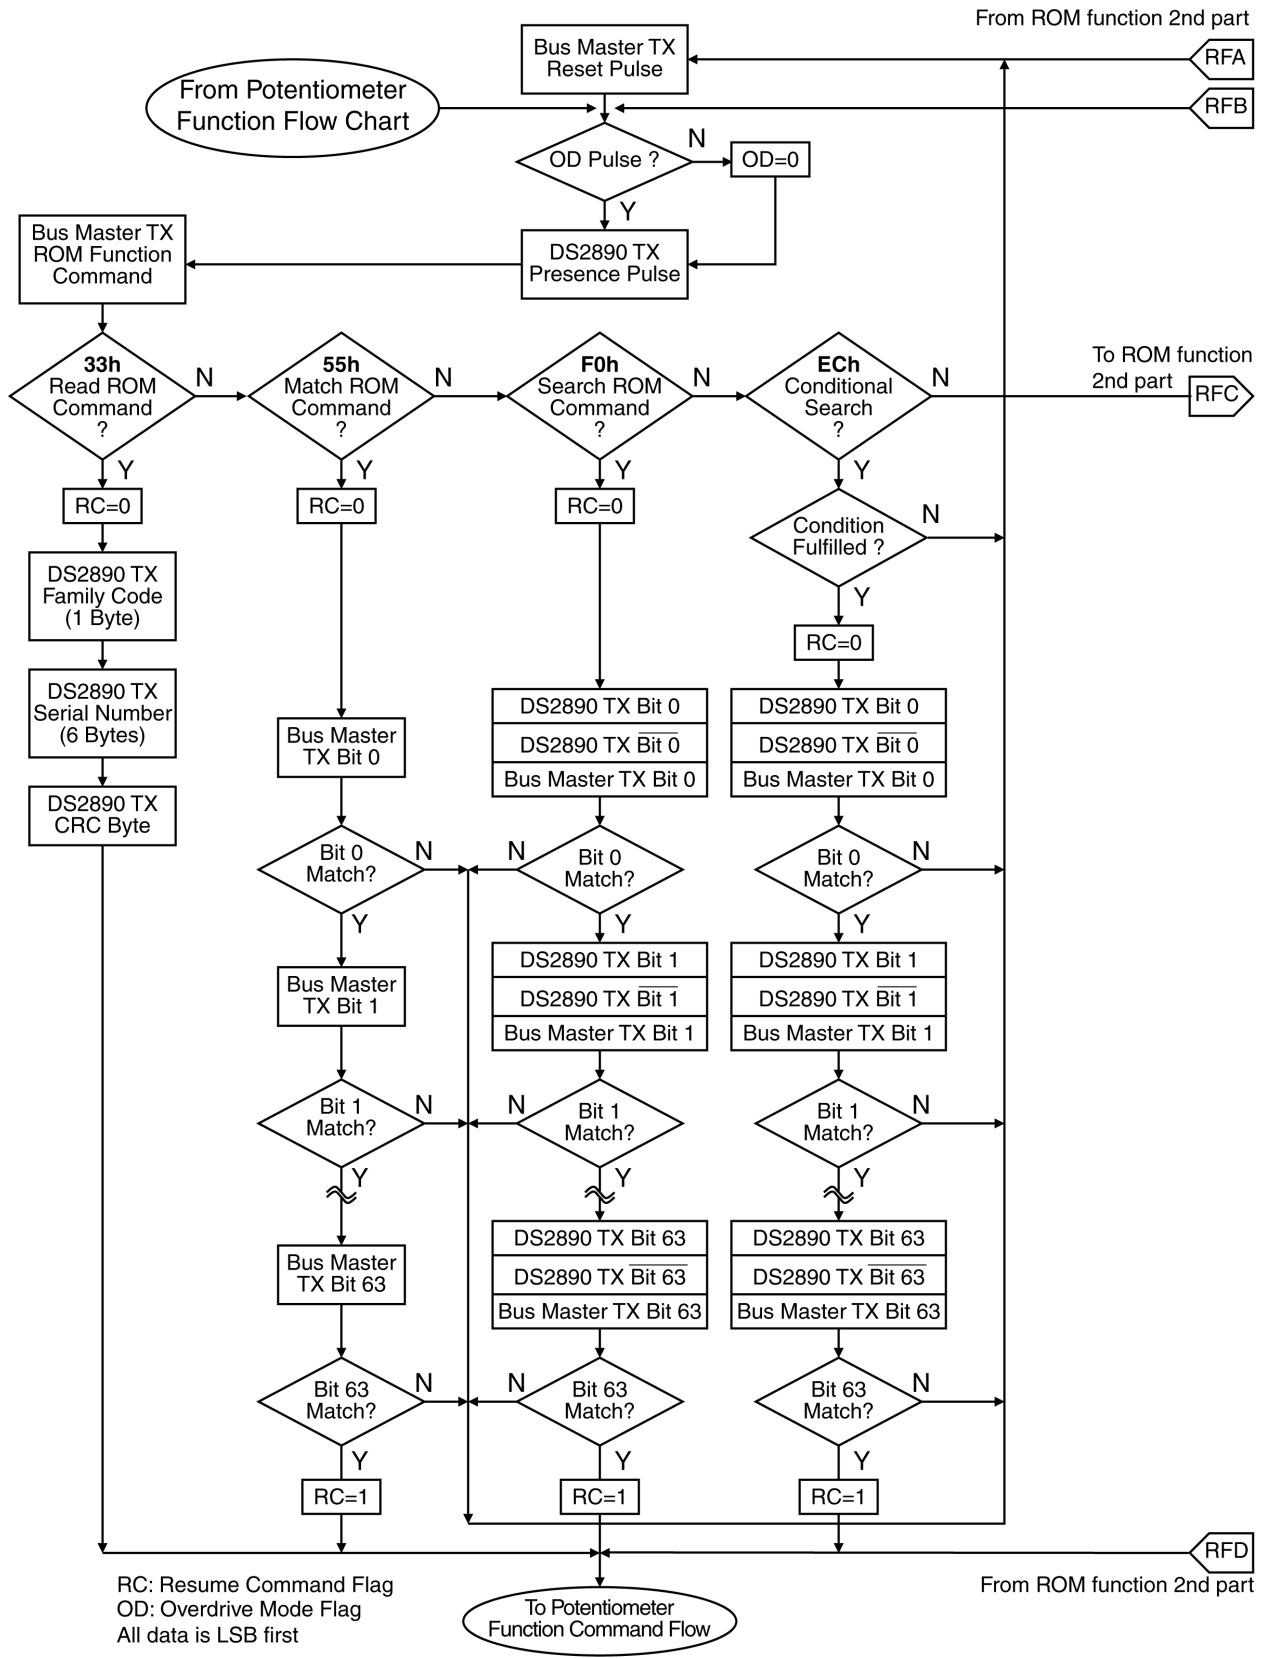 From ROM function 2nd part
Bus Master TX
Reset Pulse
RFA
From Potentiometer
Function Flow Chart
RFB
OD Pulse ?
N
OD=0
Y
Bus Master TX
ROM Function
Command
DS2890 TX
Presence Pulse
33h
Read ROM
Command
?
N
55h
Match ROM
Command
?
N
F0h
Search ROM
Command
?
N
ECh
Conditional
Search
?
N
To ROM function
2nd part
RFC
Y
Y
Y
Y
RC=0
RC=0
RC=0
Condition
Fulfilled ?
N
Y
RC=0
DS2890 TX
Family Code
(1 Byte)
DS2890 TX
Serial Number
(6 Bytes)
DS2890 TX
CRC Byte
Bus Master
TX Bit 0
Bit 0
Match?
N
Y
Bus Master
TX Bit 1
Bit 1
Match?
N
Y
Bus Master
TX Bit 63
Bit 63
Match?
N
Y
RC=1
DS2890 TX Bit 0
DS2890 TX Bit 0
Bus Master TX Bit 0
N
Bit 0
Match?
Y
DS2890 TX Bit 1
DS2890 TX Bit 1
Bus Master TX Bit 1
N
Bit 1
Match?
Y
DS2890 TX Bit 63
DS2890 TX Bit 63
Bus Master TX Bit 63
N
Bit 63
Match?
Y
RC=1
DS2890 TX Bit 0
DS2890 TX Bit 0
Bus Master TX Bit 0
Bit 0
Match?
N
Y
DS2890 TX Bit 1
DS2890 TX Bit 1
Bus Master TX Bit 1
Bit 1
Match?
N
Y
DS2890 TX Bit 63
DS2890 TX Bit 63
Bus Master TX Bit 63
Bit 63
Match?
N
Y
RC=1
RFD
From ROM function 2nd part
RC: Resume Command Flag
OD: Overdrive Mode Flag
All data is LSB first
To Potentiometer
Function Command Flow